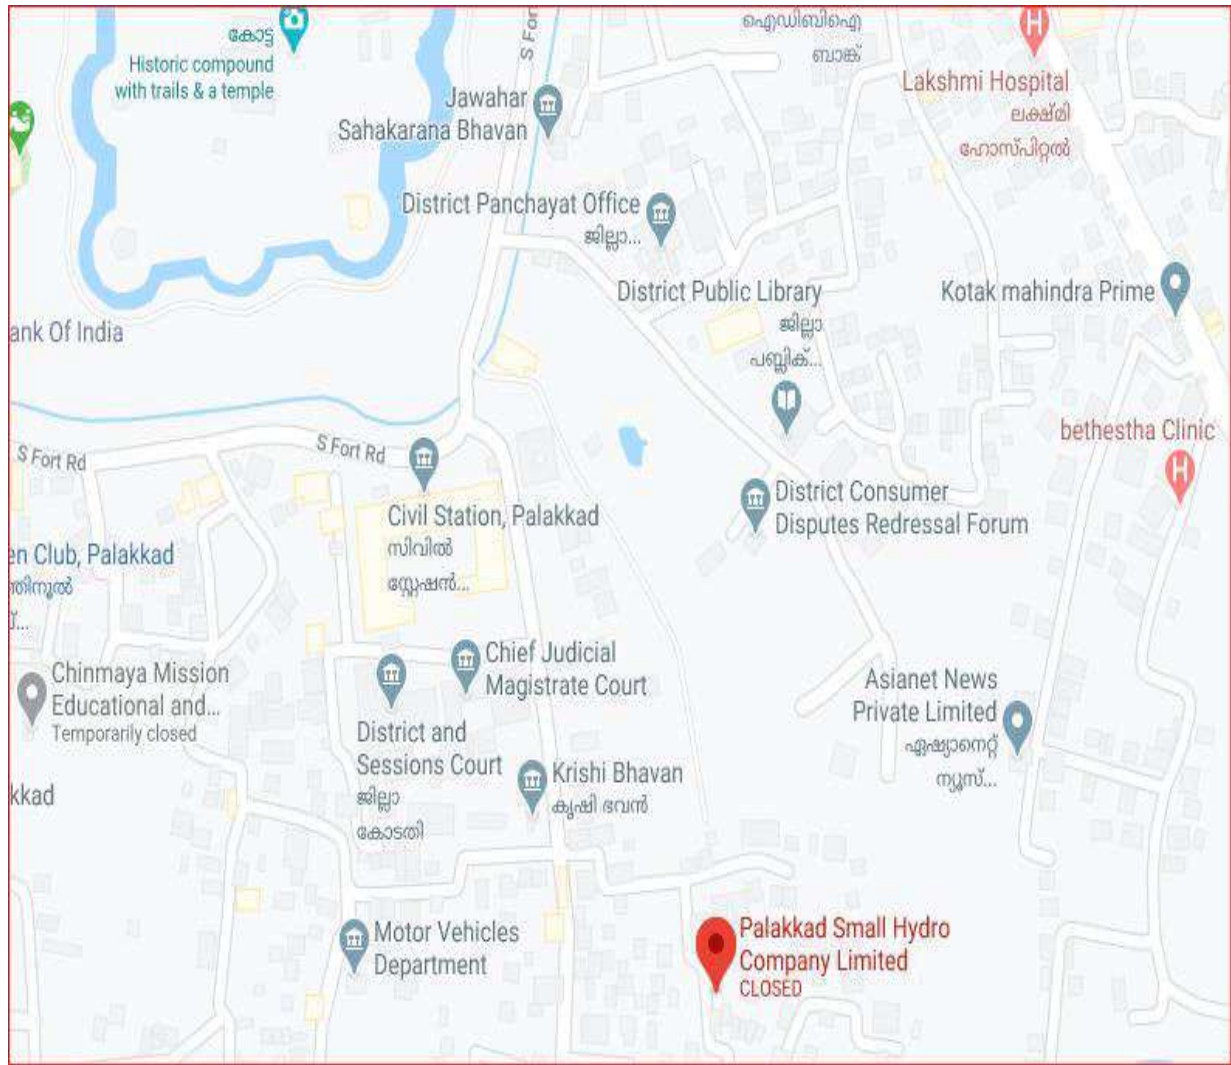 ഐഡിബിഐ
ബാങ്ക്
കോട്ട
Historic compound
with trails & a temple
S For
Lakshmi Hospital
ലക്ഷ്മി
ഹോസ്പിറ്റൽ
Jawahar
Sahakarana Bhavan
District Panchayat Office
ജില്ലാ...
District Public Library
ജില്ലാ
പബ്ലിക്...
Kotak mahindra Prime
ank Of India
bethestha Clinic
S Fort Rd
S Fort Rd
Civil Station, Palakkad
സിവിൽ
സ്റ്റേഷൻ...
District Consumer
Disputes Redressal Forum
en Club, Palakkad
Chinmaya Mission
Educational and...
Temporarily closed
Chief Judicial
Magistrate Court
Asianet News
Private Limited
ഏഷ്യാനെറ്റ്
ന്യൂസ്...
District and
Sessions Court
ജില്ലാ
കോടതി
Krishi Bhavan
കൃഷി ഭവൻ
kkad
Motor Vehicles
Department
Palakkad Small Hydro
Company Limited
CLOSED